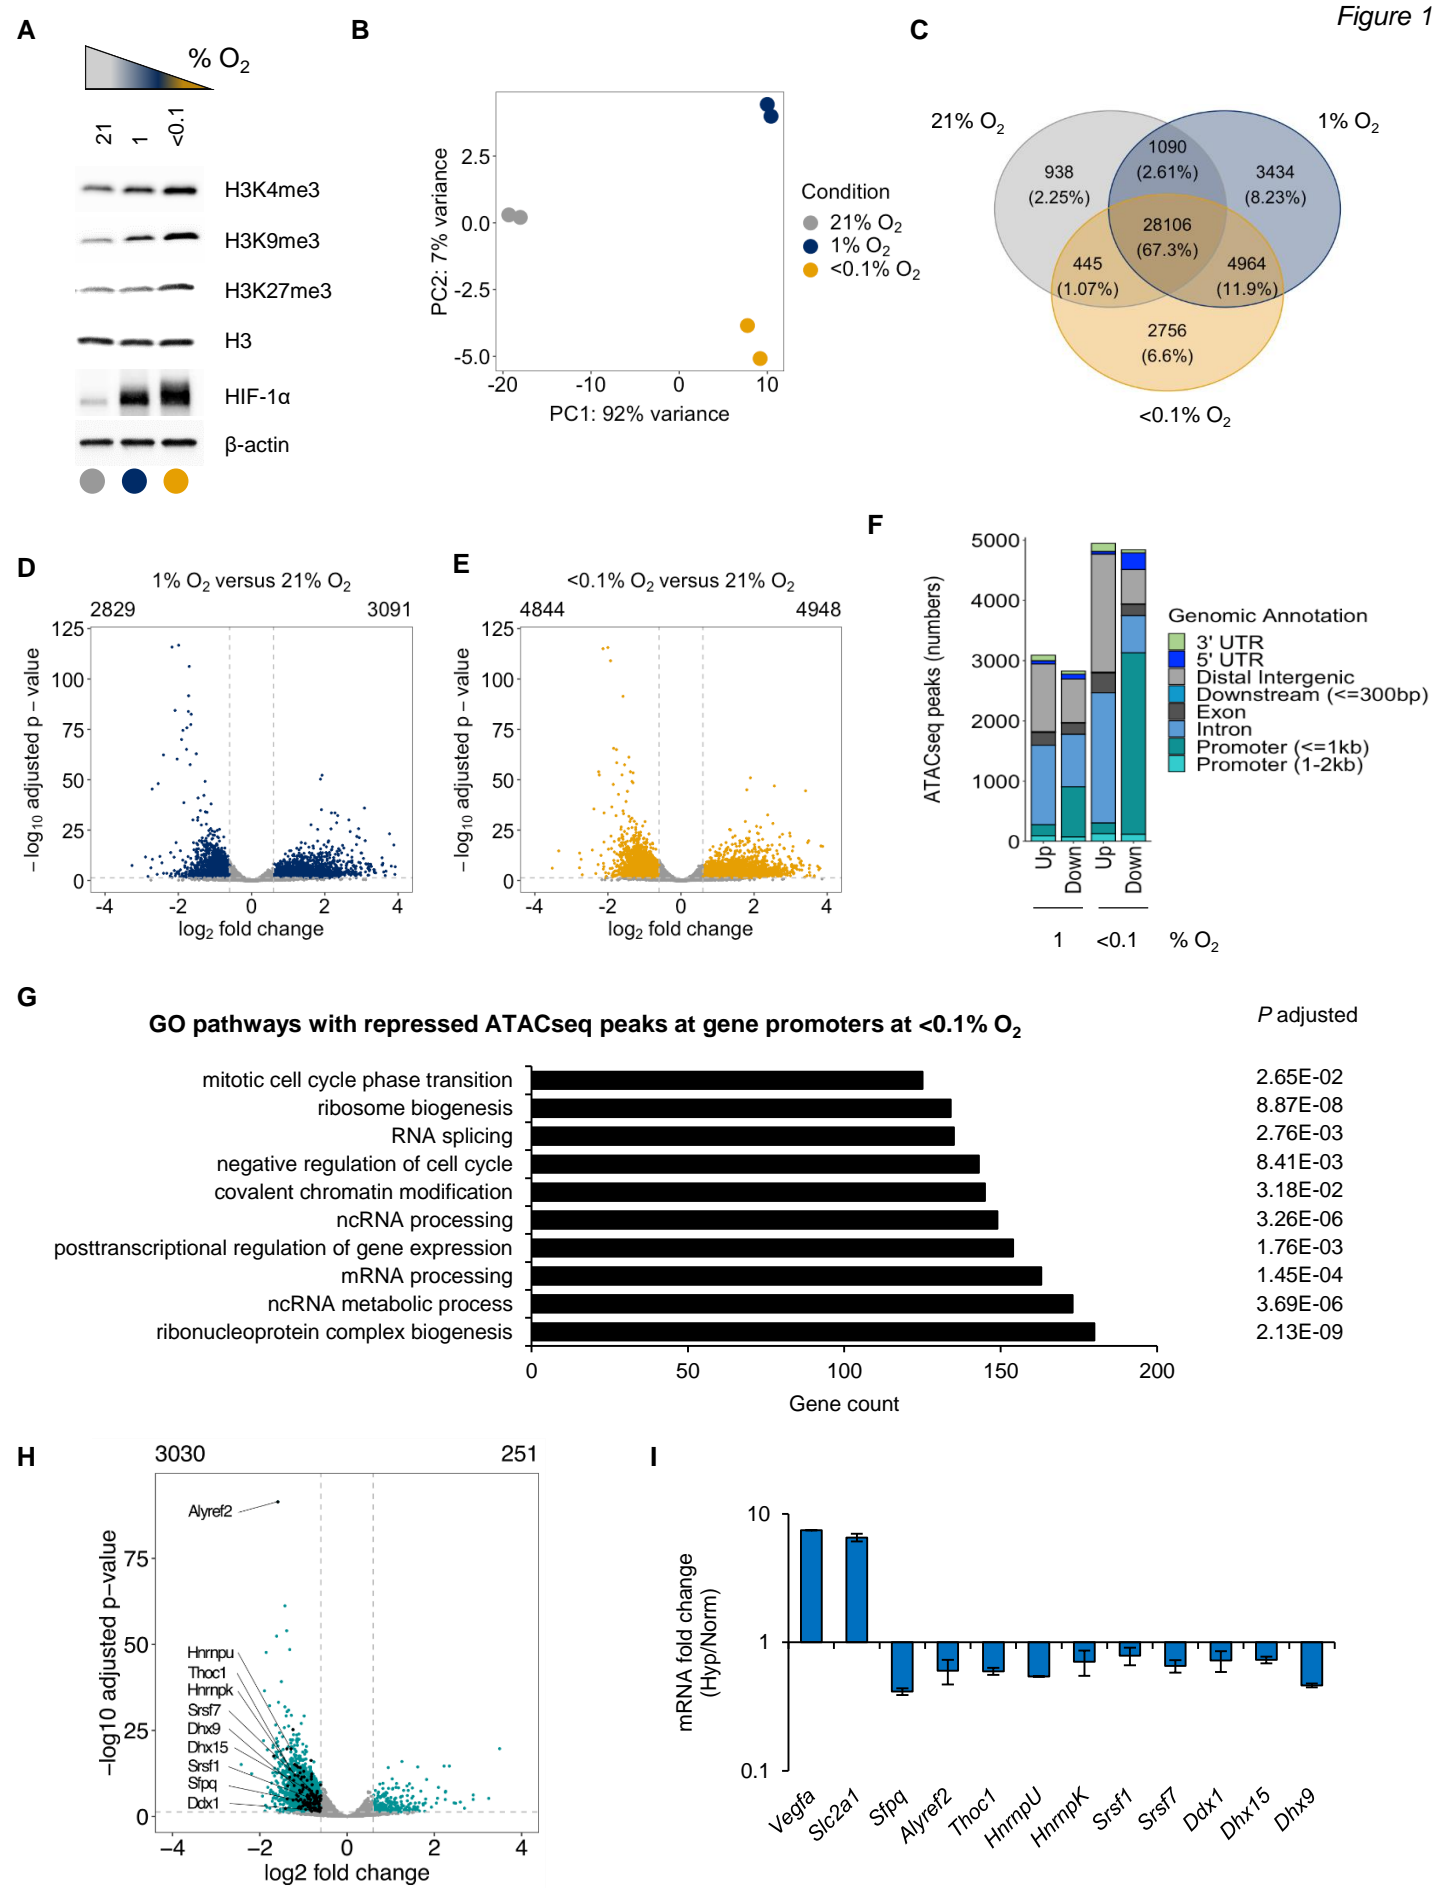 Figure 1
A
% O2
21
1
<0.1
H3K4me3
H3K9me3
H3K27me3
H3
HIF-1α
β-actin
B
PC2: 7% variance
2.5
0.0
-2.5
-5.0
-20
-10
0
10
PC1: 92% variance
Condition
21% O2
1% O2
<0.1% O2
C
21% O2
1% O2
1090
(2.61%)
938
(2.25%)
3434
(8.23%)
28106
(67.3%)
445
(1.07%)
4964
(11.9%)
2756
(6.6%)
<0.1% O2
D
1% O2 versus 21% O2
2829
3091
−log10 adjusted p − value
125
100
75
50
25
0
-4
-2
0
2
4
log2 fold change
E
<0.1% O2 versus 21% O2
4844
4948
−log10 adjusted p − value
125
100
75
50
25
0
-4
-2
0
2
4
log2 fold change
F
ATACseq peaks (numbers)
5000
4000
3000
2000
1000
0
Up
Down
Up
Down
1
<0.1
% O2
Genomic Annotation
3' UTR
5' UTR
Distal Intergenic
Downstream (<=300bp)
Exon
Intron
Promoter (<=1kb)
Promoter (1-2kb)
G
GO pathways with repressed ATACseq peaks at gene promoters at <0.1% O2
P adjusted
mitotic cell cycle phase transition
2.65E-02
ribosome biogenesis
8.87E-08
RNA splicing
2.76E-03
negative regulation of cell cycle
8.41E-03
covalent chromatin modification
3.18E-02
ncRNA processing
3.26E-06
posttranscriptional regulation of gene expression
1.76E-03
mRNA processing
1.45E-04
ncRNA metabolic process
3.69E-06
ribonucleoprotein complex biogenesis
2.13E-09
0
50
100
150
200
Gene count
H
3030
251
−log10 adjusted p−value
75
50
25
0
Alyref2
Hnrnpu
Thoc1
Hnrnpk
Srsf7
Dhx9
Dhx15
Srsf1
Sfpq
Ddx1
−4
−2
0
2
4
log2 fold change
I
mRNA fold change
(Hyp/Norm)
10
1
0.1
Vegfa
Slc2a1
Sfpq
Alyref2
Thoc1
HnrnpU
HnrnpK
Srsf1
Srsf7
Ddx1
Dhx15
Dhx9